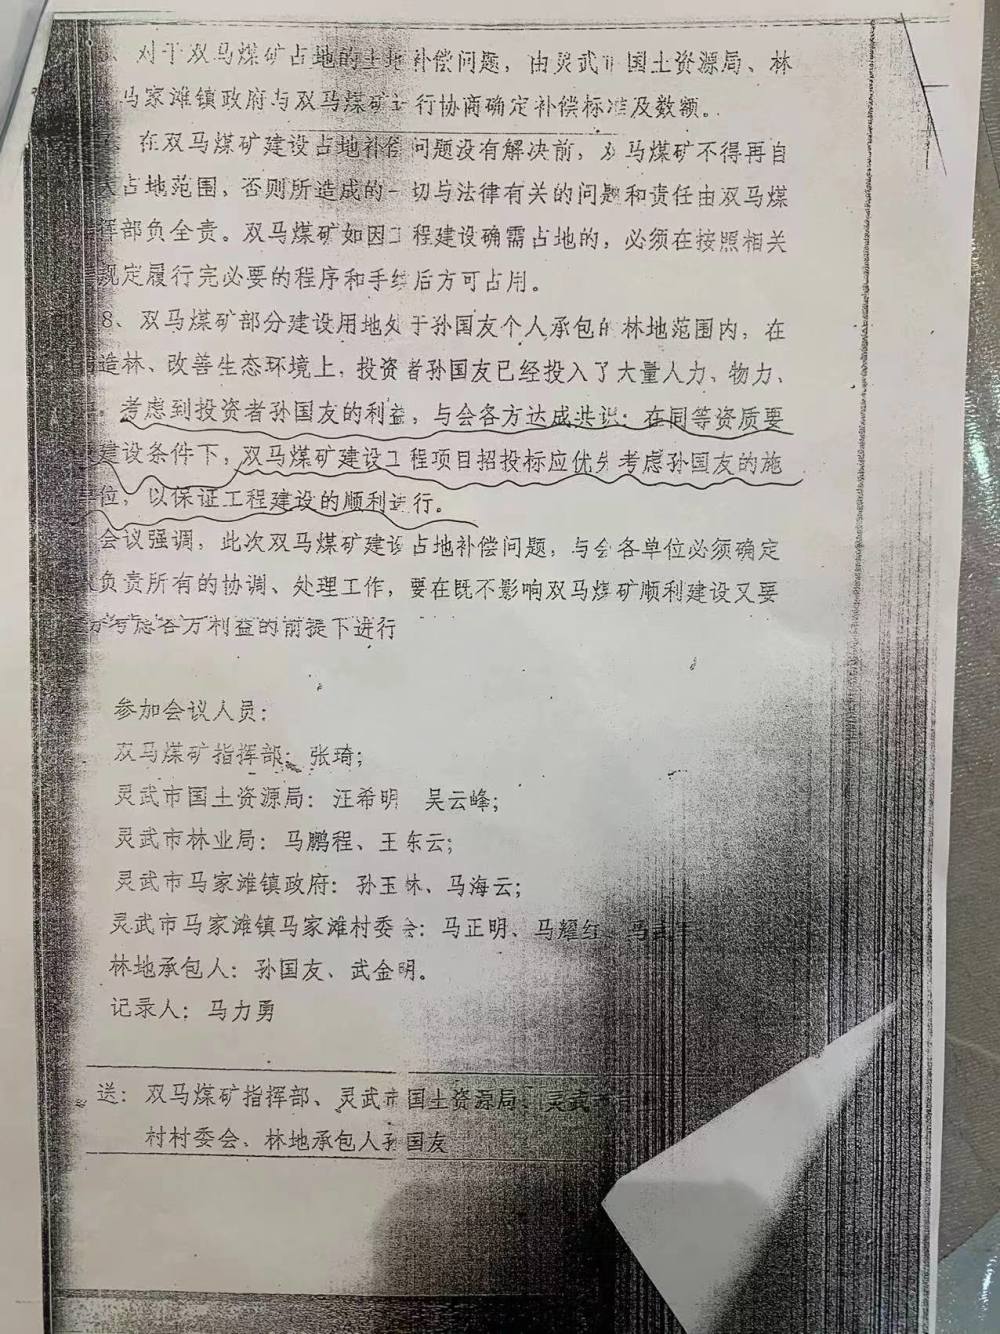 、对于双马煤矿占地的土地补偿问题，由灵武市国土资源局、林
马家滩镇政府与双马煤矿进行协商确定补偿标准及数额。
、在双马煤矿建设占地补偿问题没有解决前，双马煤矿不得再自
大占地范围，否则所造成的一切与法律有关的问题和责任由双马煤
挥部负全责。双马煤矿如因工程建设确需占地的，必须在按照相关
规定履行完必要的程序和手续后方可占用。
8、双马煤矿部分建设用地处于孙国友个人承包的林地范围内，在
造林、改善生态环境上，投资者孙国友已经投入了大量人力、物力、
。考虑到投资者孙国友的利益，与会各方达成共识：在同等资质要
建设条件下，双马煤矿建设工程项目招投标应优先考虑孙国友的施
位，以保证工程建设的顺利进行。
会议强调，此次双马煤矿建设占地补偿问题，与会各单位必须确定
负责所有的协调、处理工作，要在既不影响双马煤矿顺利建设又要
考虑各方利益的前提下进行
参加会议人员：
双马煤矿指挥部：张琦；
灵武市国土资源局：汪希明 吴云峰；
灵武市林业局：马鹏程、王东云；
灵武市马家滩镇政府：孙玉林、马海云；
灵武市马家滩镇马家滩村委会：马正明、马耀红、马
林地承包人：孙国友、武金明。
记录人：马力勇
送：双马煤矿指挥部、灵武市国土资源局、灵武市
村村委会、林地承包人孙国友